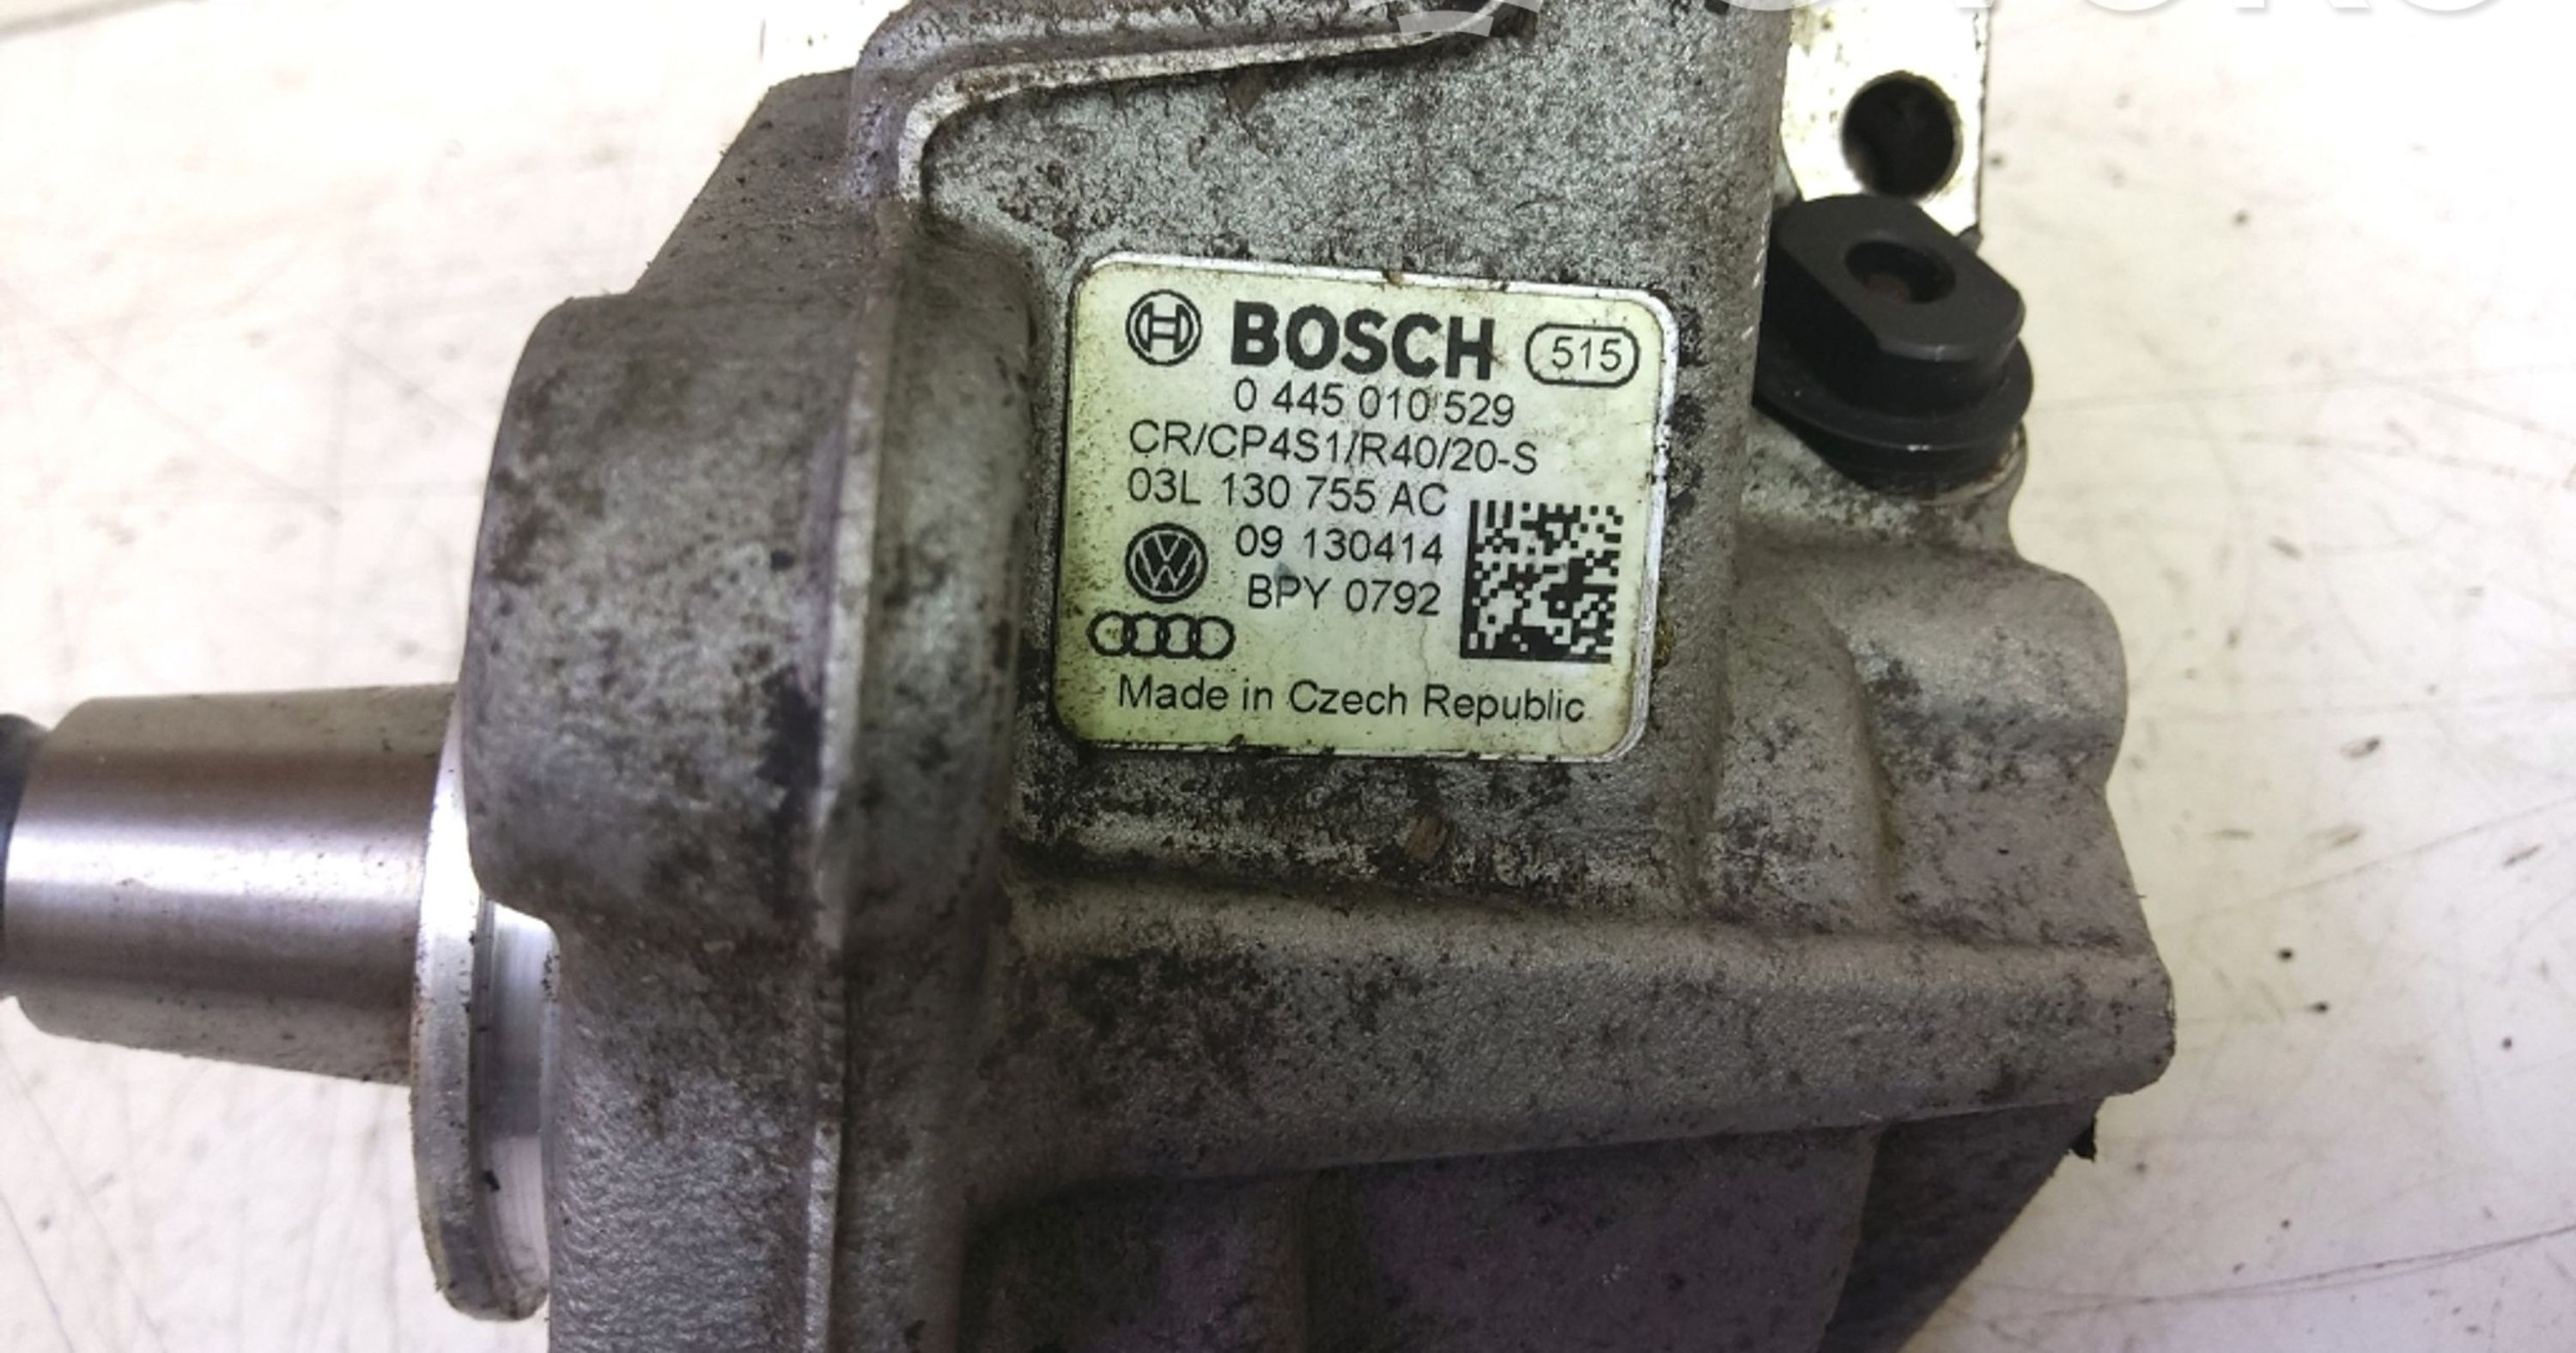 BOSCH 515
0 445 010 529
CR/CP4S1/R40/20-S
03L 130 755 AC
09 130414
BPY 0792
Made in Czech Republic